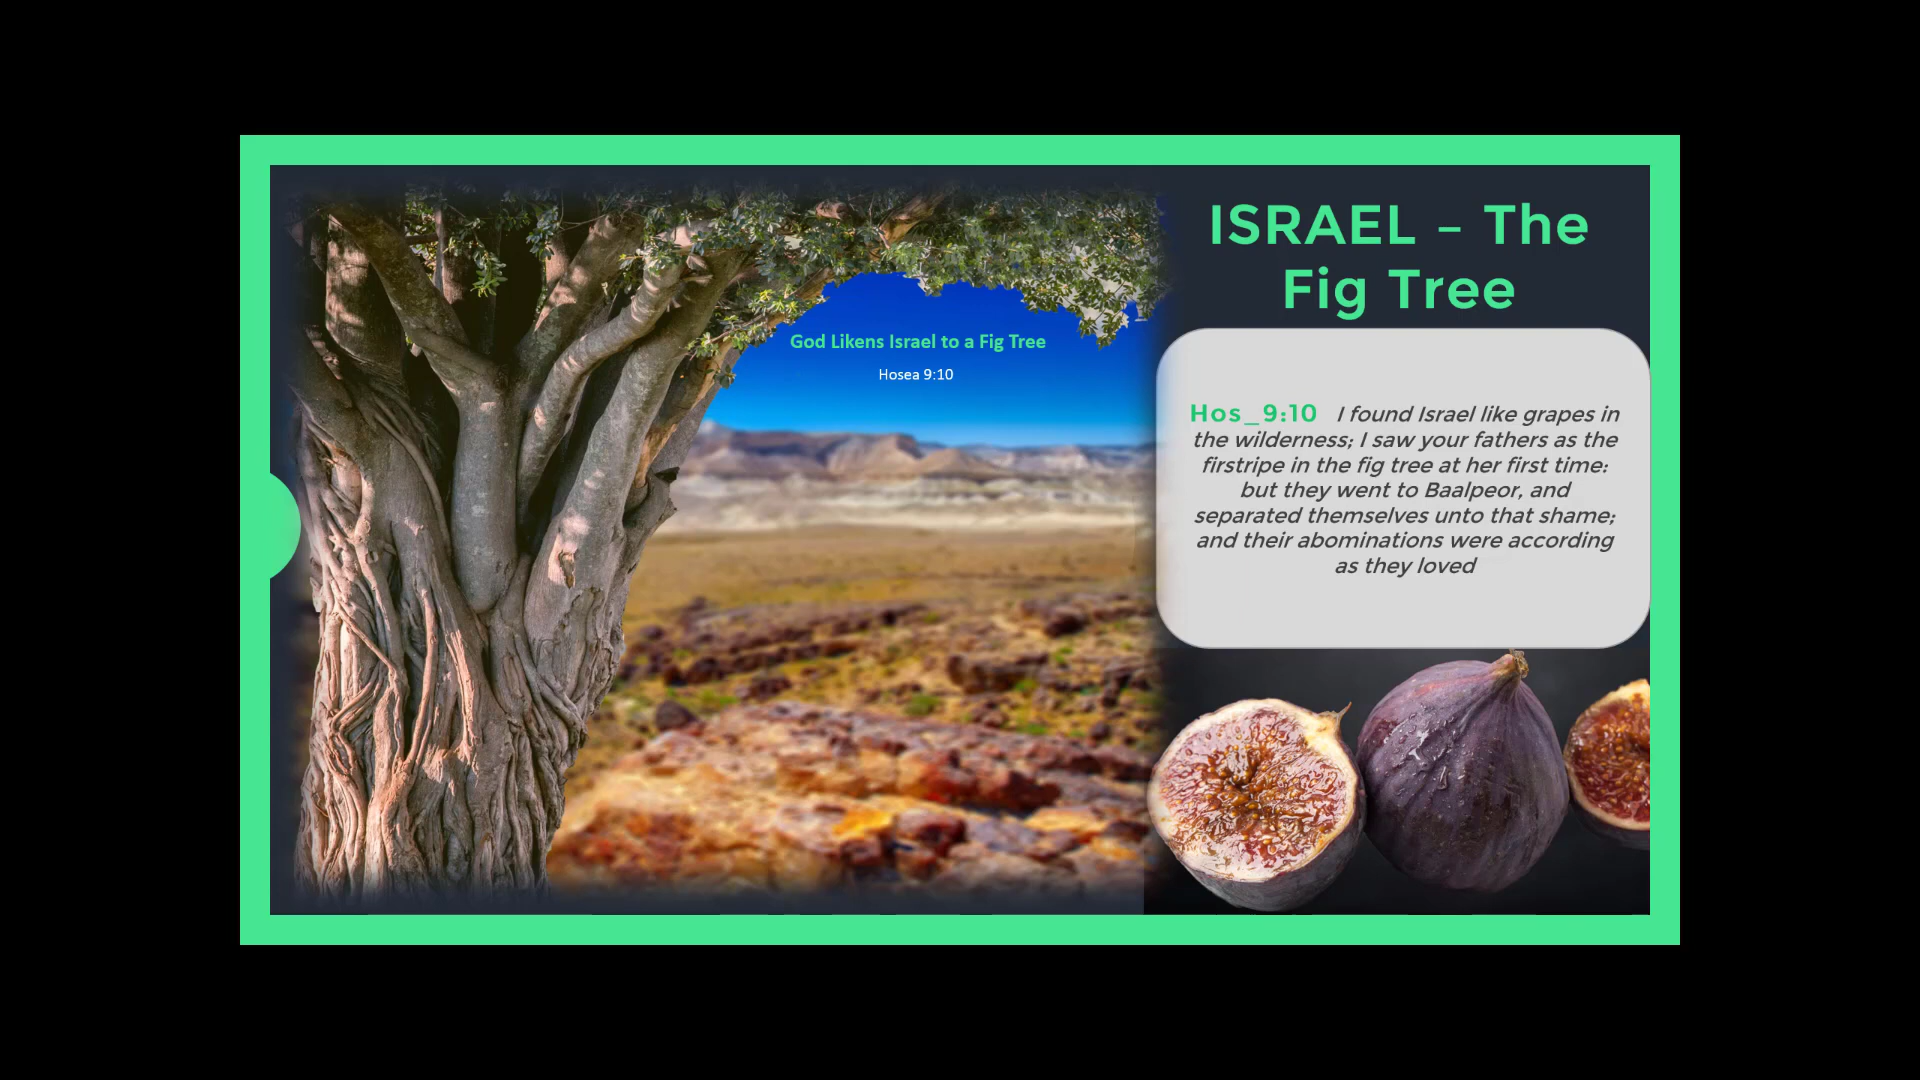 God Likens Israel to a Fig Tree
Hosea 9:10
ISRAEL – The
Fig Tree
Hos_9:10 I found Israel like grapes in
the wilderness; I saw your fathers as the
firstripe in the fig tree at her first time:
but they went to Baalpeor, and
separated themselves unto that shame;
and their abominations were according
as they loved